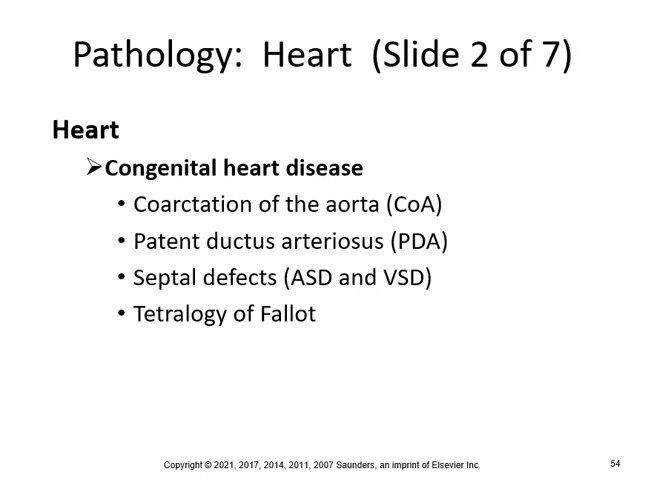 Pathology:  Heart  (Slide 2 of 7)
Heart
➢Congenital heart disease
• Coarctation of the aorta (CoA)
• Patent ductus arteriosus (PDA)
• Septal defects (ASD and VSD)
• Tetralogy of Fallot
Copyright © 2021, 2017, 2014, 2011, 2007 Saunders, an imprint of Elsevier Inc.
54